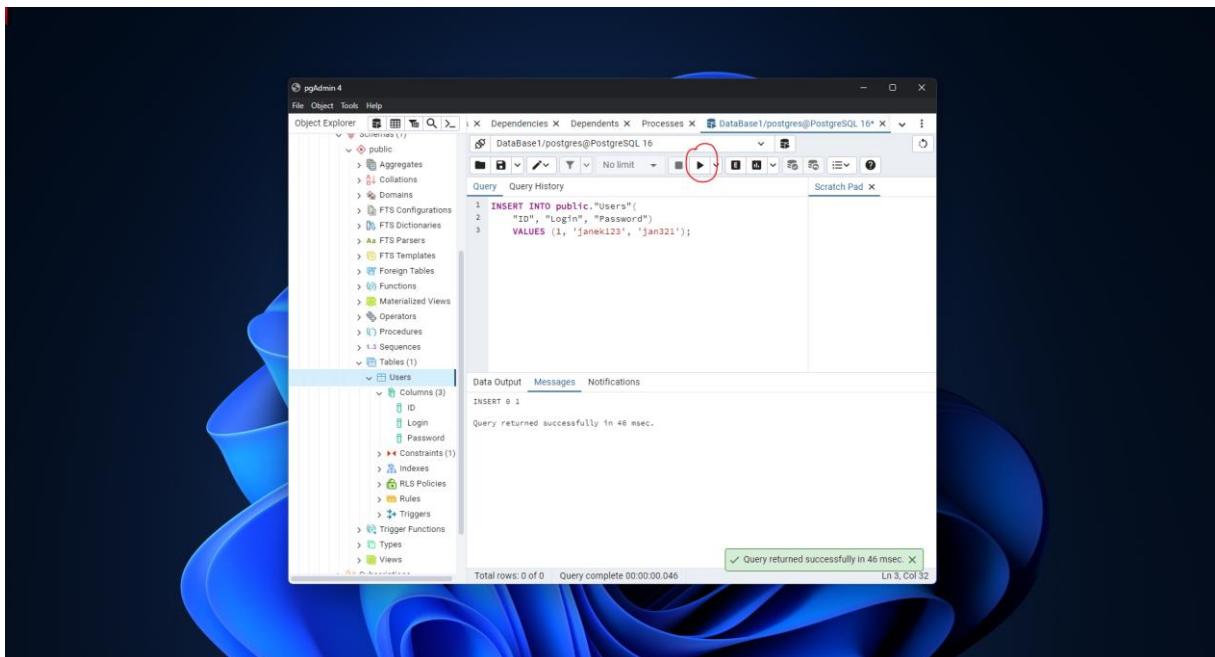 pgAdmin 4
File Object Tools Help
Object Explorer
Dependencies Dependents Processes DataBase1/postgres@PostgreSQL 16*
Schemas (1)
DataBase1/postgres@PostgreSQL 16
public
Aggregates
No limit
Collations
Query Query History Scratch Pad
Domains
FTS Configurations
FTS Dictionaries
FTS Parsers
FTS Templates
Foreign Tables
Functions
Materialized Views
Operators
Procedures
1..3 Sequences
Tables (1)
Users
Columns (3)
ID
Login
Password
Constraints (1)
Indexes
RLS Policies
Rules
Triggers
Trigger Functions
Types
Views
1 INSERT INTO public."Users"(
2 "ID", "Login", "Password")
3 VALUES (1, 'janek123', 'jan321');
Data Output Messages Notifications
INSERT 0 1
Query returned successfully in 46 msec.
Query returned successfully in 46 msec.
Total rows: 0 of 0 Query complete 00:00:00.046 Ln 3, Col 32